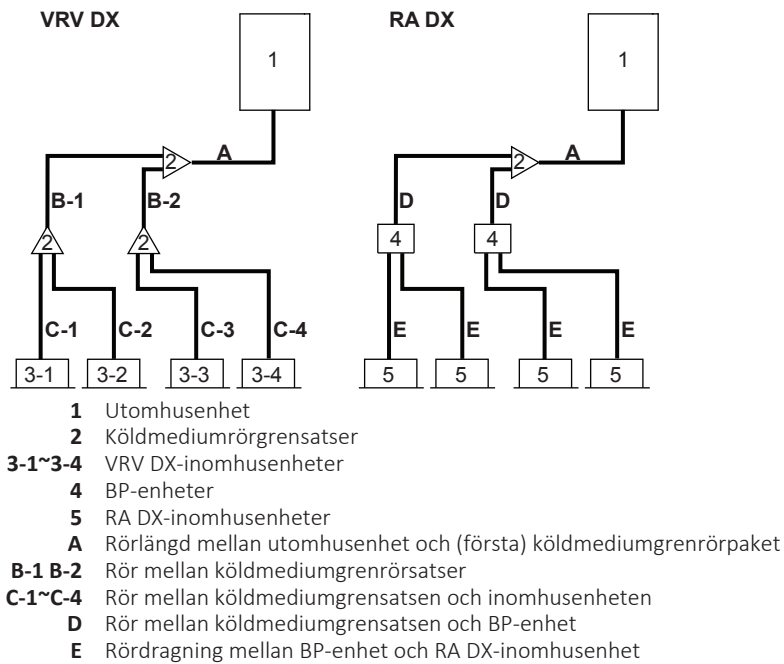 VRV DX RA DX
1 1
2 A 2 A
B-1 B-2 D D
2 2 4 4
C-1 C-2 C-3 C-4 E E E E
3-1 3-2 3-3 3-4 5 5 5 5
1 Utomhusenhet
2 Köldmediumrörgrensatser
3-1~3-4 VRV DX-inomhusenheter
4 BP-enheter
5 RA DX-inomhusenheter
A Rörlängd mellan utomhusenhet och (första) köldmediumgrenrörpaket
B-1 B-2 Rör mellan köldmediumgrenrörsatser
C-1~C-4 Rör mellan köldmediumgrensatsen och inomhusenheten
D Rör mellan köldmediumgrensatsen och BP-enhet
E Rördragning mellan BP-enhet och RA DX-inomhusenhet